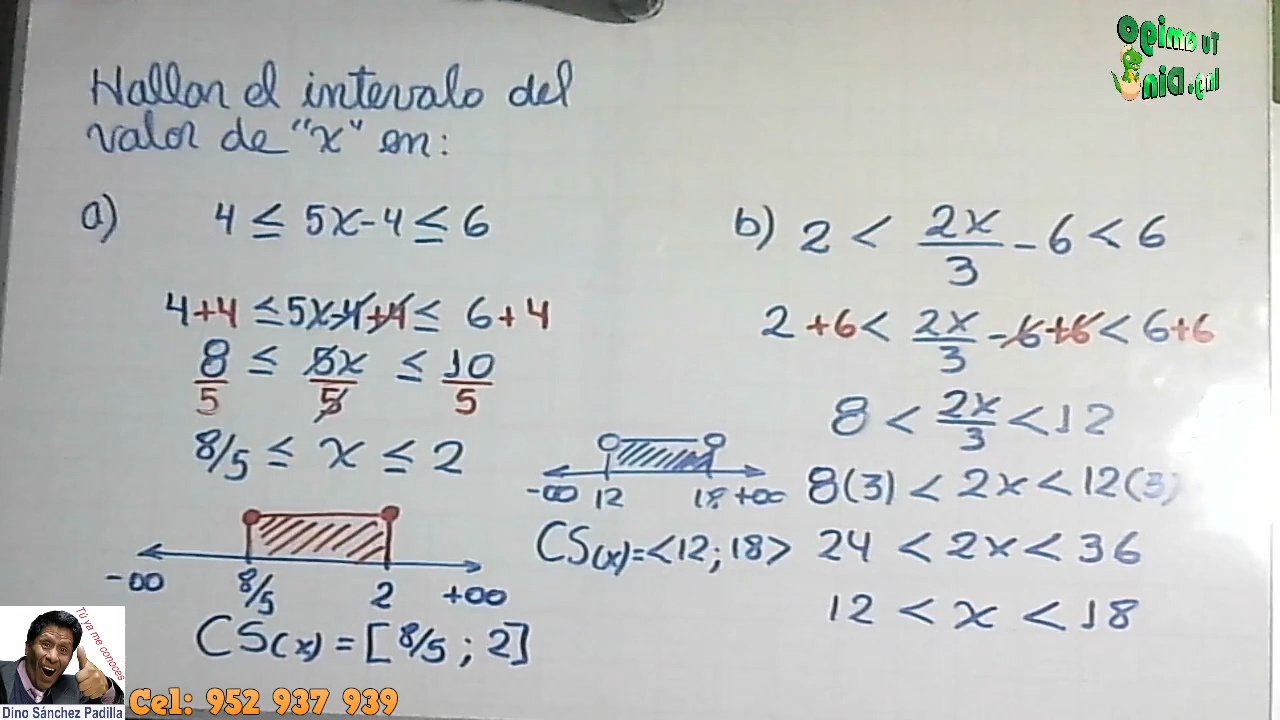 Hallar el intervalo del
valor de "x" en:
a) 4 ≤ 5x-4 ≤ 6
4+4 ≤ 5x-4+4 ≤ 6+4
8/5 ≤ 5x/5 ≤ 10/5
8/5 ≤ x ≤ 2
-∞ 8/5 2 +∞
CS(x) = [8/5 ; 2]
b) 2 < 2x/3 - 6 < 6
2+6 < 2x/3 -6+6 < 6+6
8 < 2x/3 < 12
8(3) < 2x < 12(3)
24 < 2x < 36
12 < x < 18
-∞ 12 18 +∞
CS(x)=<12;18>
Tu amigo
Ing. Dino
Tú ya me conoces
Dino Sánchez Padilla
Cel: 952 937 939